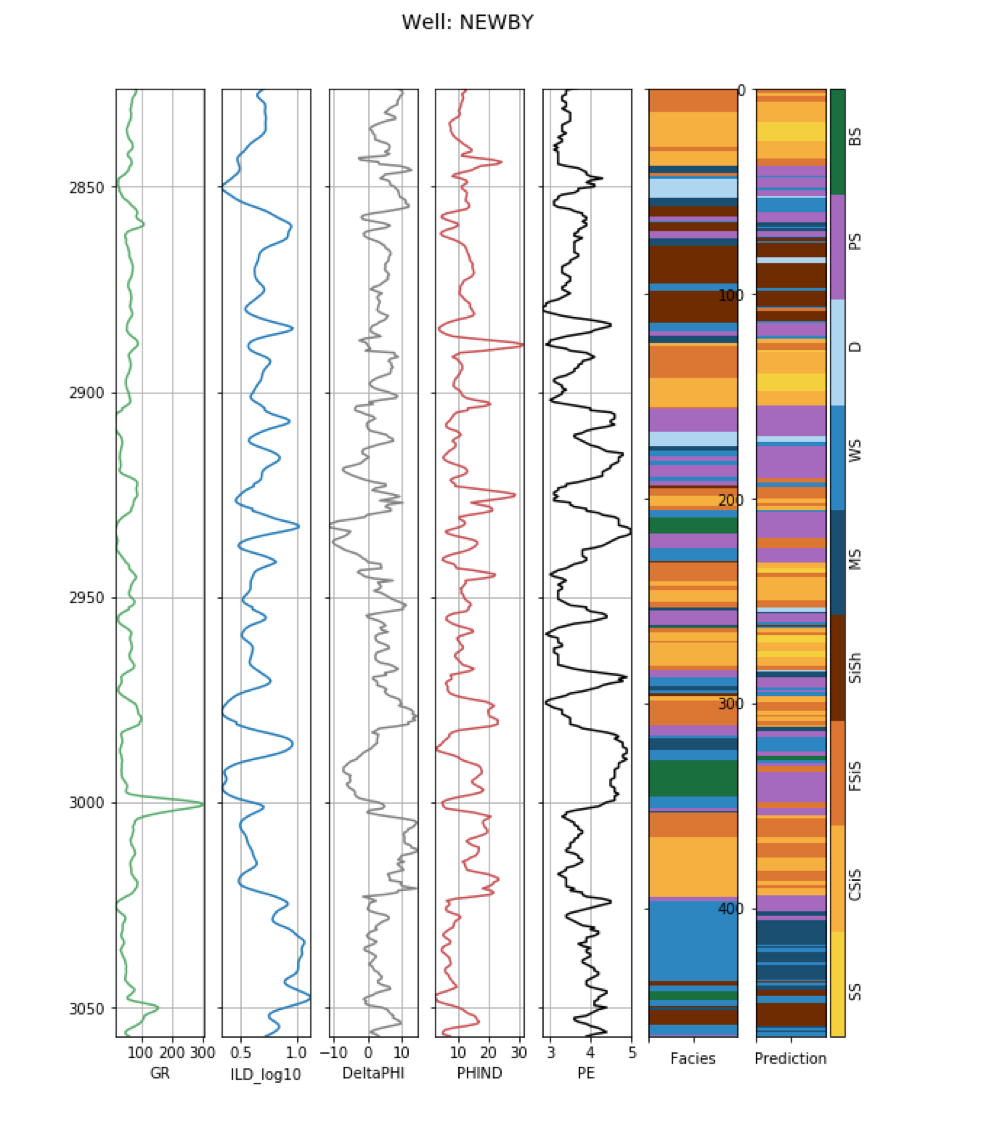 Well: NEWBY
2850
2900
2950
3000
3050
0
100
200
300
400
BS
PS
D
WS
MS
SiSh
FSiS
CSiS
SS
100 200 300
0.5 1.0
−10 0 10
10 20 30
3 4 5
GR
ILD_log10
DeltaPHI
PHIND
PE
Facies
Prediction